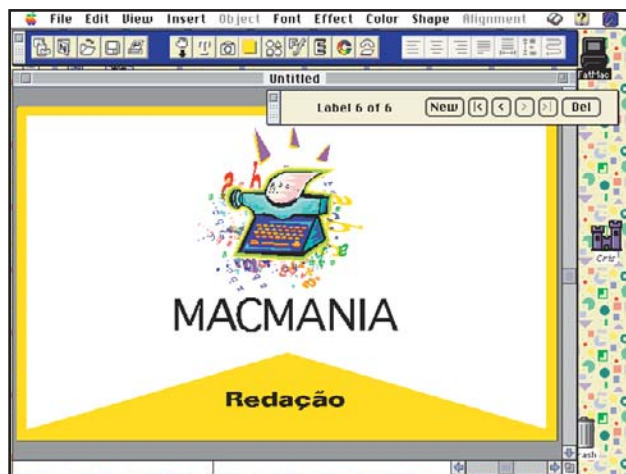 File Edit View Insert Object Font Effect Color Shape Alignment
Untitled
Label 6 of 6 New Del
FatMac
MACMANIA
Cris
Redação